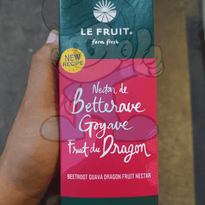 LE FRUIT®
farm fresh
NEW
RECIPE
Nectar de
Betterave
Goyave
Fruit du Dragon
BEETROOT GUAVA DRAGON FRUIT NECTAR